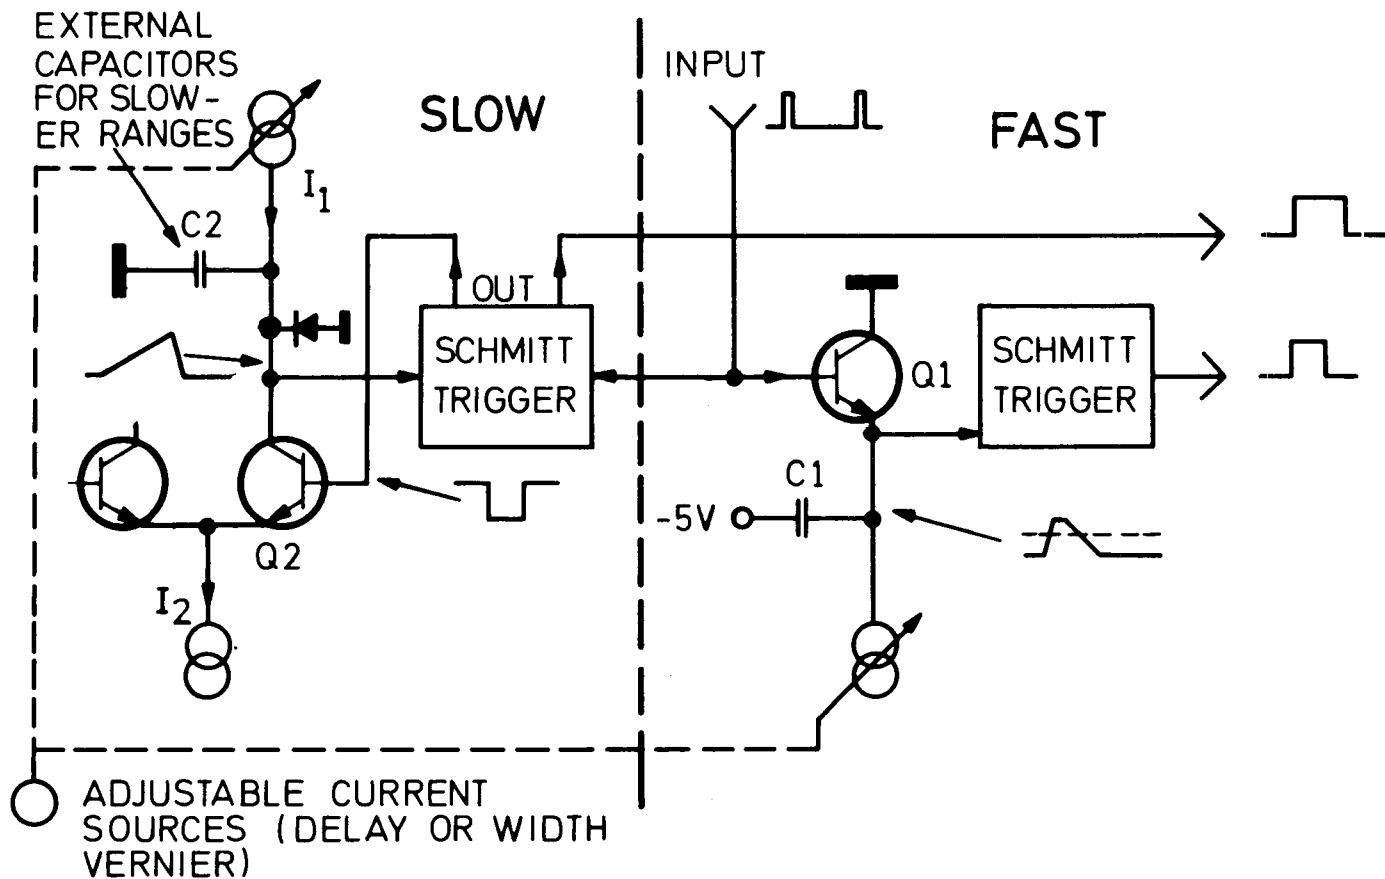 EXTERNAL
CAPACITORS
FOR SLOW-
ER RANGES
SLOW
INPUT
FAST
I1
C2
OUT
SCHMITT
TRIGGER
Q1
SCHMITT
TRIGGER
C1
-5V
Q2
I2
ADJUSTABLE CURRENT
SOURCES (DELAY OR WIDTH
VERNIER)